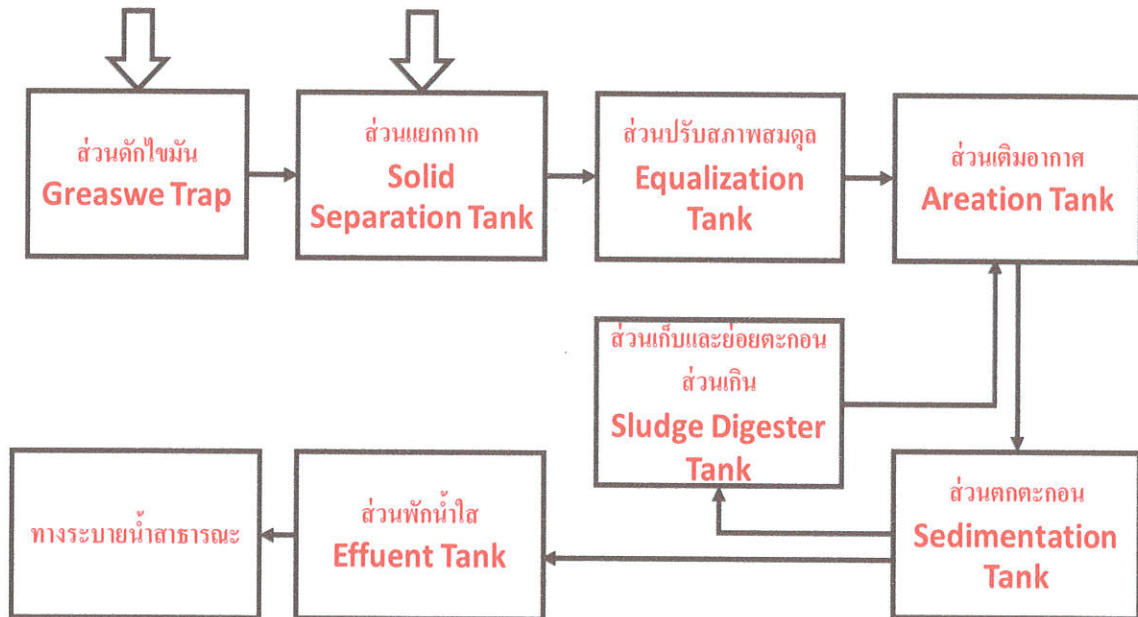 ส่วนดักไขมัน
Greaswe Trap
ส่วนแยกกาก
Solid
Separation Tank
ส่วนปรับสภาพสมดุล
Equalization
Tank
ส่วนเติมอากาศ
Areation Tank
ส่วนเก็บและย่อยตะกอน
ส่วนเกิน
Sludge Digester
Tank
ส่วนตกตะกอน
Sedimentation
Tank
ส่วนพักน้ำใส
Effuent Tank
ทางระบายน้ำสาธารณะ